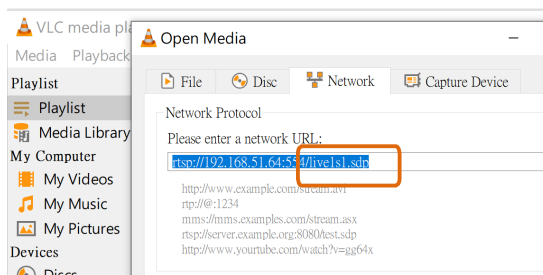 VLC media pla
Media Playback
Playlist
Playlist
Media Library
My Computer
My Videos
My Music
My Pictures
Devices
Discs
Open Media
File Disc Network Capture Device
Network Protocol
Please enter a network URL:
rtsp://192.168.51.64:554/live1s1.sdp
http://www.example.com/stream.avi
rtp://@:1234
mms://mms.examples.com/stream.asx
rtsp://server.example.org:8080/test.sdp
http://www.yourtube.com/watch?v=gg64x